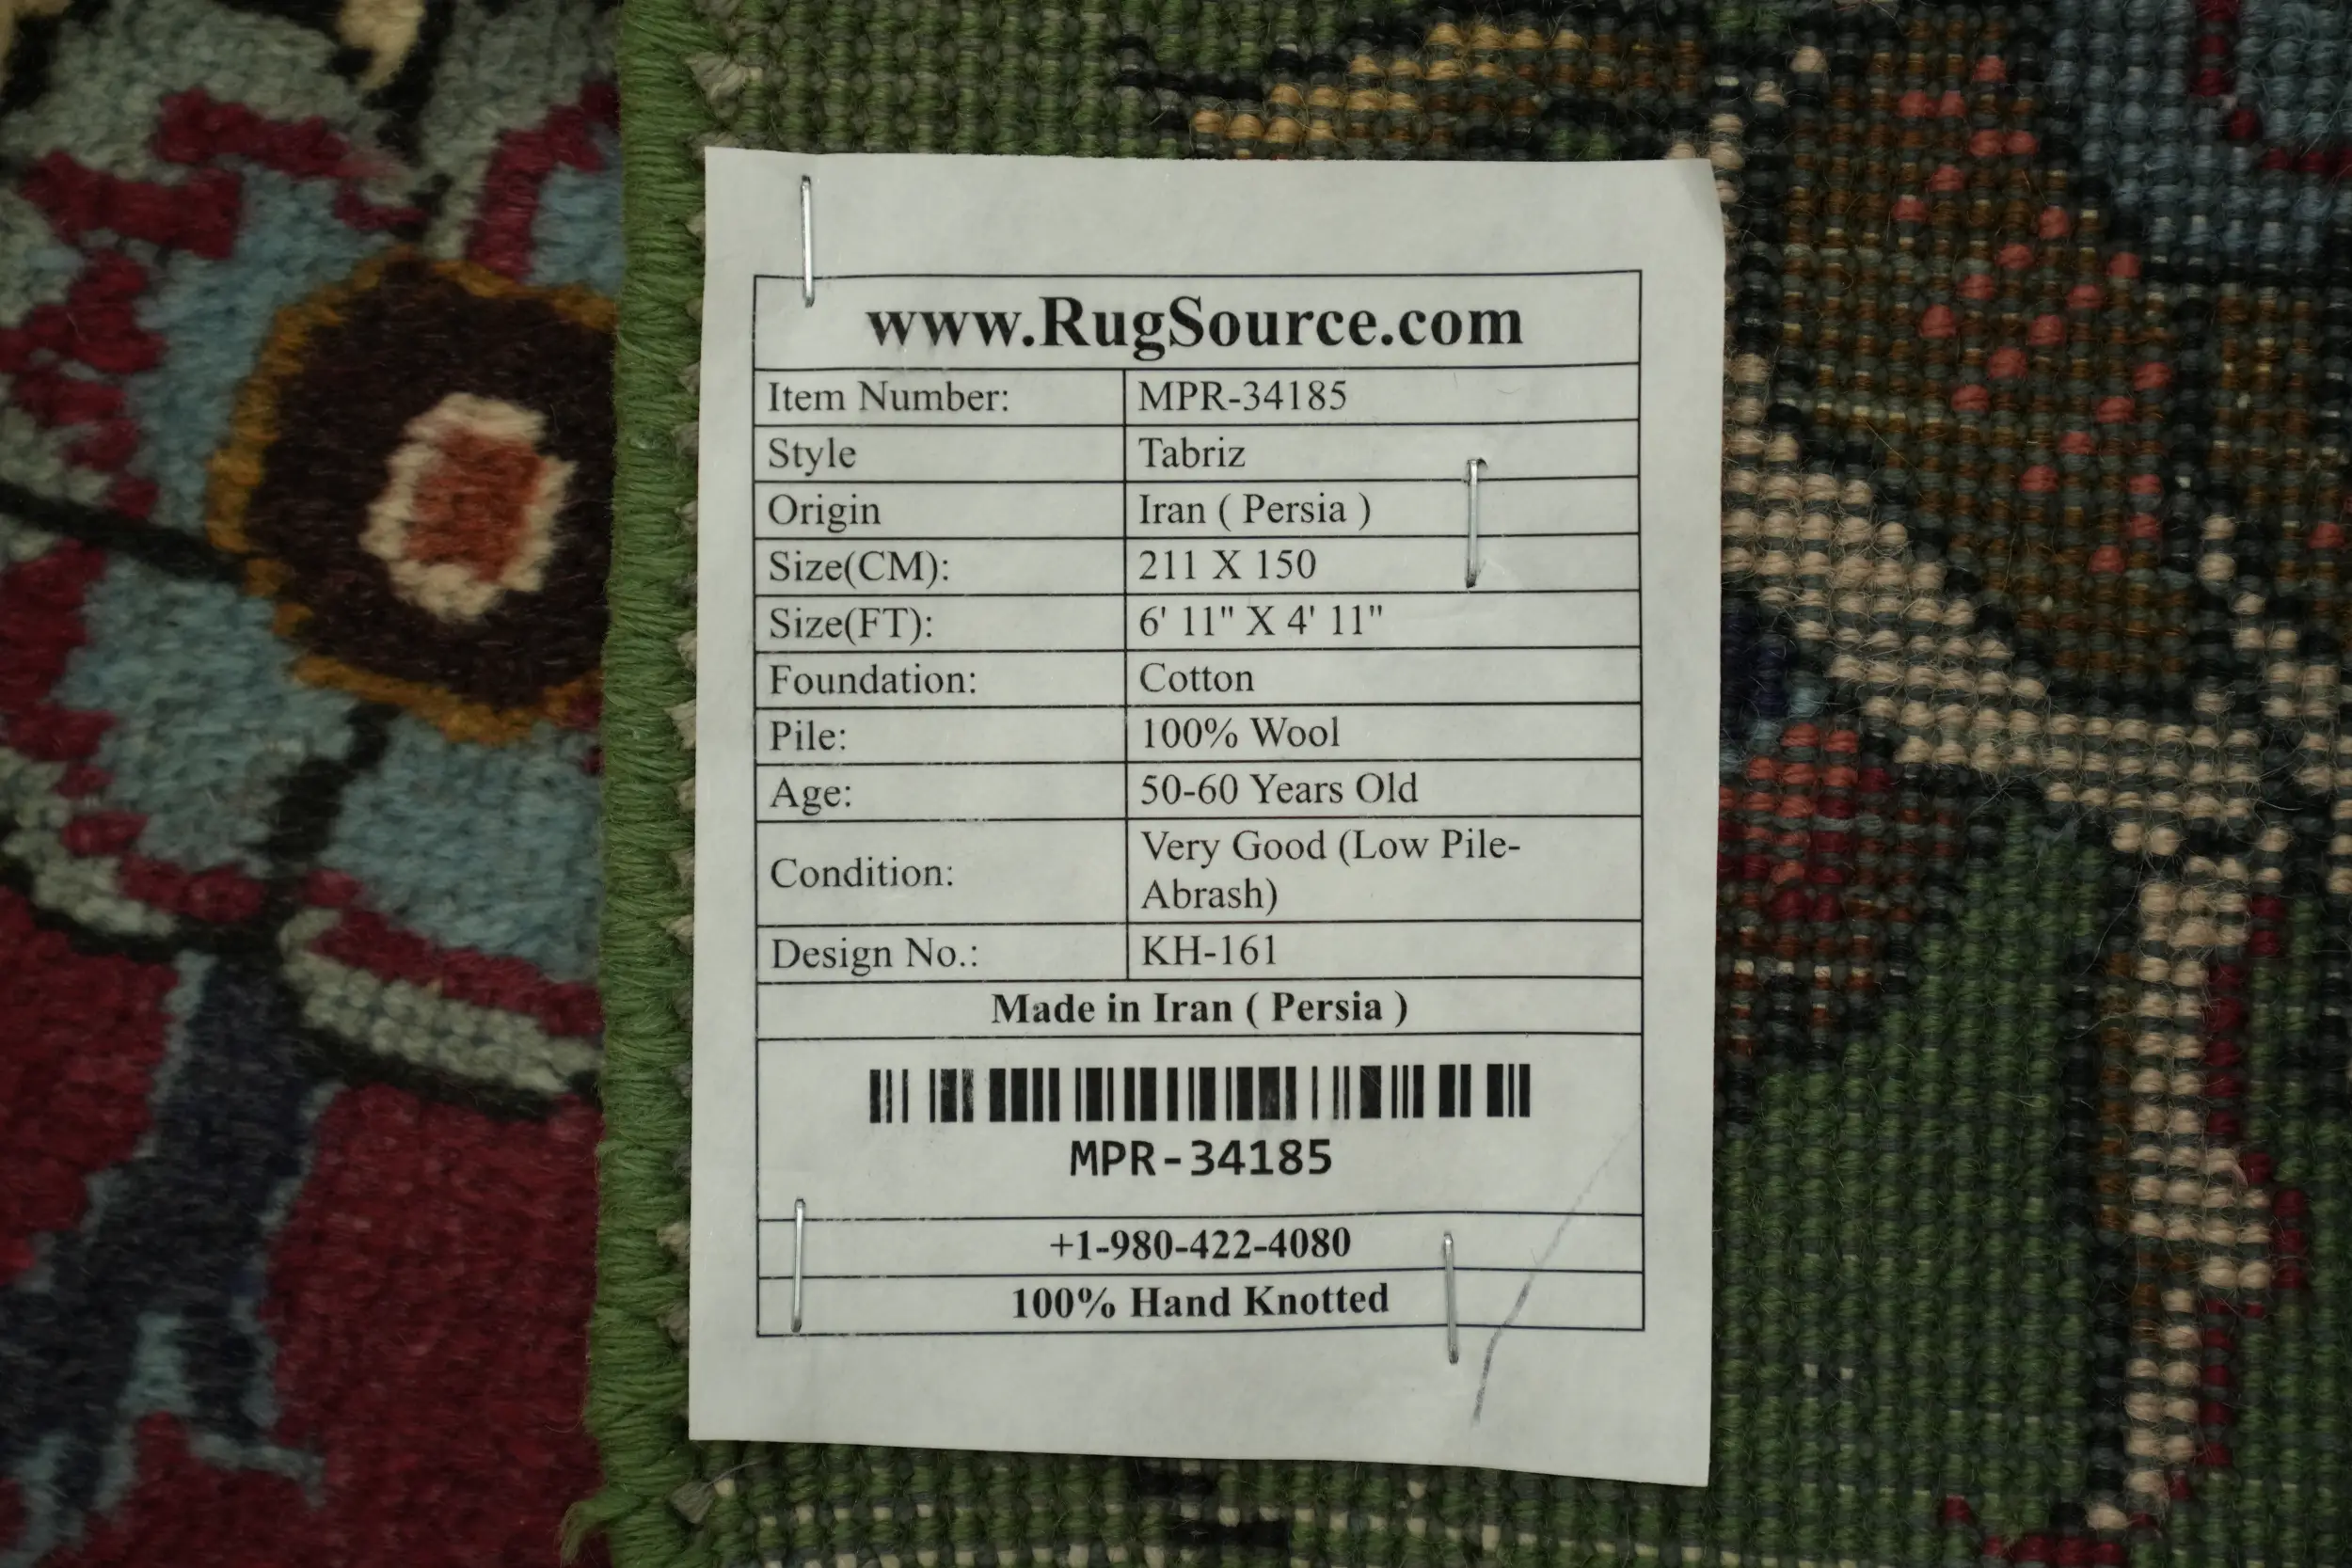 www.RugSource.com
Item Number: MPR-34185
Style Tabriz
Origin Iran ( Persia )
Size(CM): 211 X 150
Size(FT): 6' 11" X 4' 11"
Foundation: Cotton
Pile: 100% Wool
Age: 50-60 Years Old
Condition: Very Good (Low Pile-
Abrash)
Design No.: KH-161
Made in Iran ( Persia )
MPR-34185
+1-980-422-4080
100% Hand Knotted